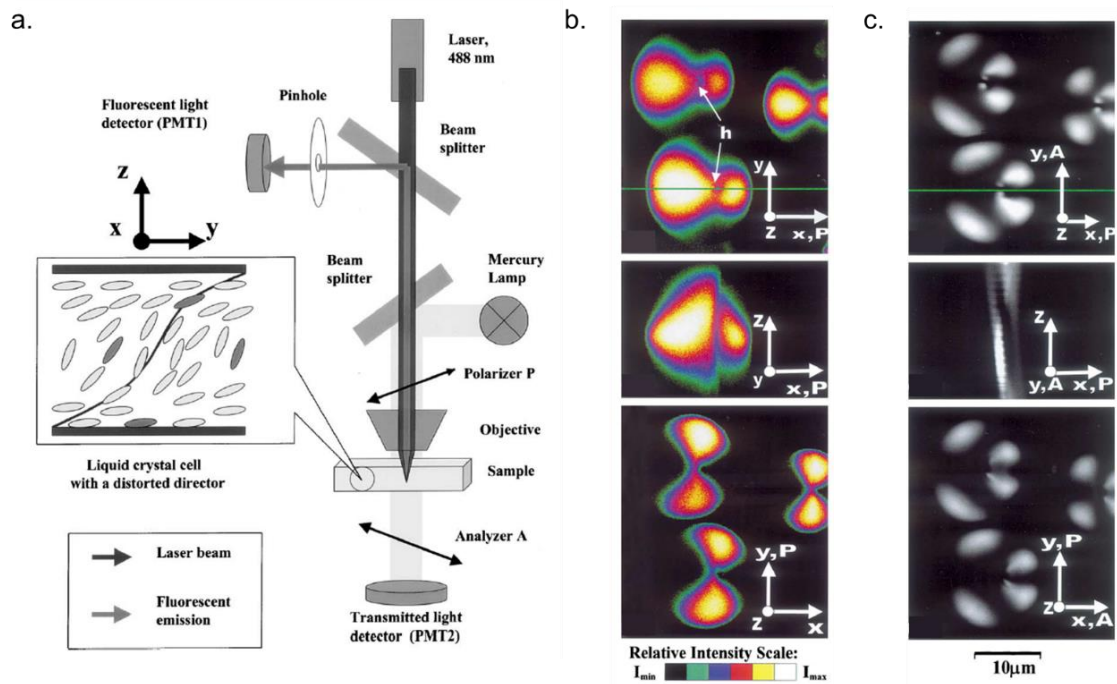 a.
Laser,
488 nm
Pinhole
Fluorescent light
detector (PMT1)
Beam
splitter
z
x
y
Beam
splitter
Mercury
Lamp
Polarizer P
Objective
Sample
Liquid crystal cell
with a distorted director
Analyzer A
Laser beam
Fluorescent
emission
Transmitted light
detector (PMT2)
b.
h
y
z
x,P
z
y
x,P
y,P
z
x
Relative Intensity Scale:
Imin
Imax
c.
y,A
z
x,P
z
y,A
x,P
y,P
z
x,A
10μm